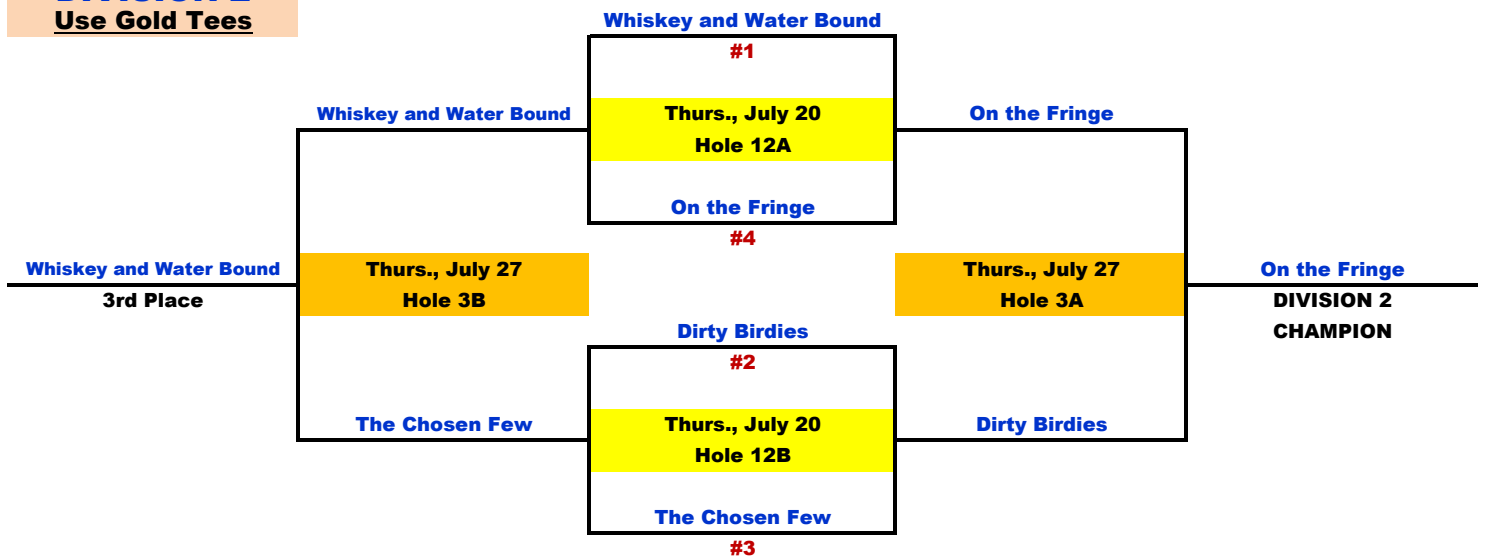 DIVISION 2
Use Gold Tees
Whiskey and Water Bound
#1
Whiskey and Water Bound
Thurs., July 20
Hole 12A
On the Fringe
On the Fringe
#4
Whiskey and Water Bound
3rd Place
Thurs., July 27
Hole 3B
Thurs., July 27
Hole 3A
On the Fringe
DIVISION 2
CHAMPION
Dirty Birdies
#2
The Chosen Few
Thurs., July 20
Hole 12B
Dirty Birdies
The Chosen Few
#3